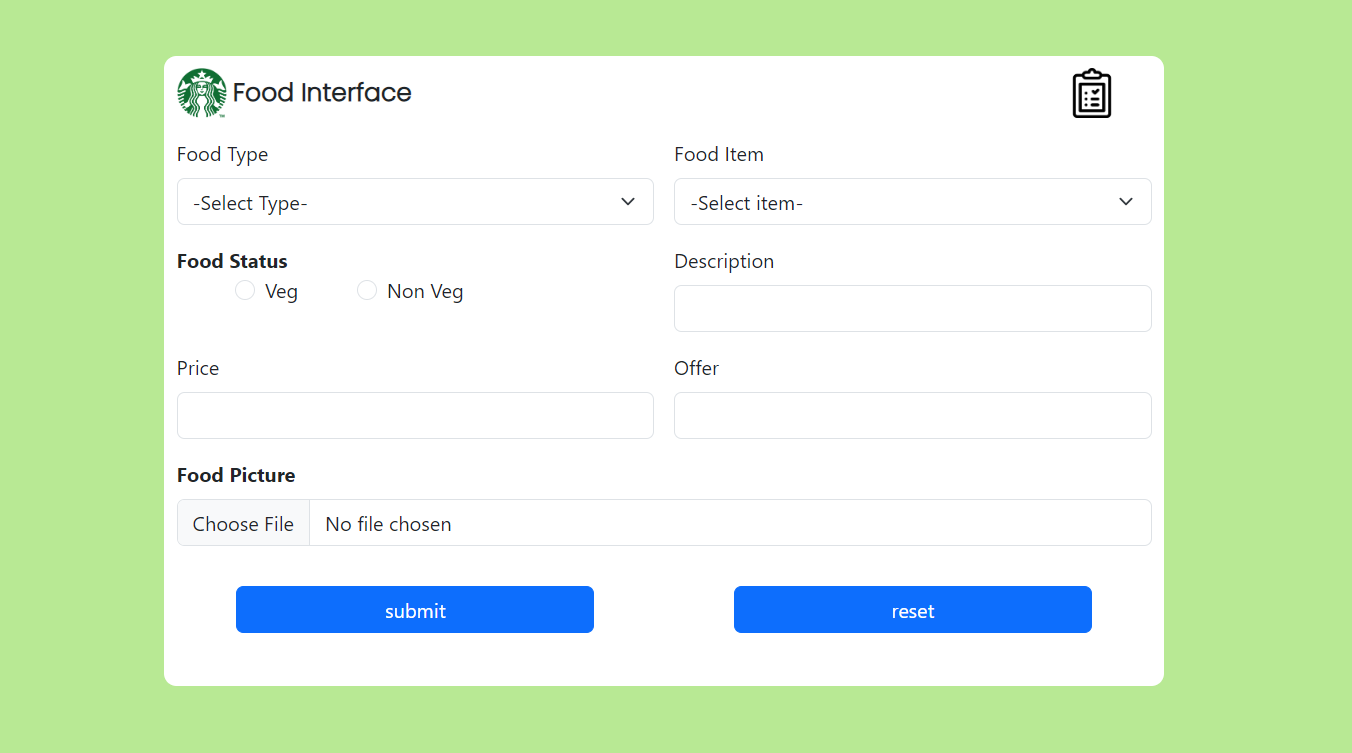 Food Interface
Food Type
Food Item
-Select Type-
-Select item-
Food Status
Veg
Non Veg
Description
Price
Offer
Food Picture
Choose File
No file chosen
submit
reset